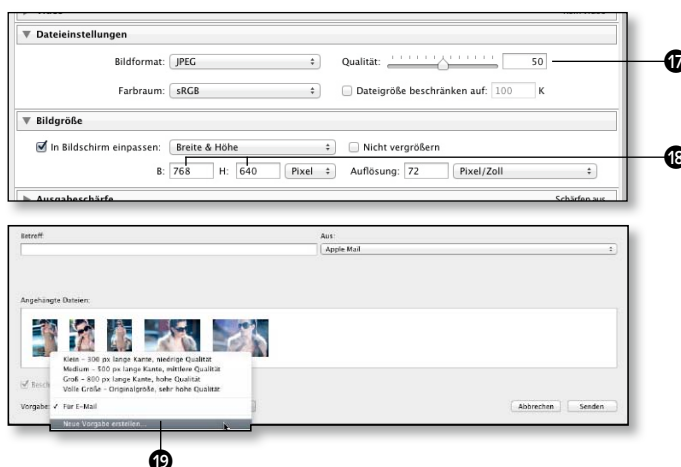 Dateieinstellungen
Bildformat: JPEG Qualität: 50
17
Farbraum: sRGB Dateigröße beschränken auf: 100 K
Bildgröße
In Bildschirm einpassen: Breite & Höhe Nicht vergrößern
18
B: 768 H: 640 Pixel Auflösung: 72 Pixel/Zoll
Ausgabeschärfe Schärfen aus
Betreff: Aus:
Apple Mail
Angehängte Dateien:
Klein – 300 px lange Kante, niedrige Qualität
Medium – 500 px lange Kante, mittlere Qualität
Groß – 800 px lange Kante, hohe Qualität
Volle Größe – Originalgröße, sehr hohe Qualität
Besch
Vorgabe: ✓ Für E-Mail Abbrechen Senden
Neue Vorgabe erstellen...
19